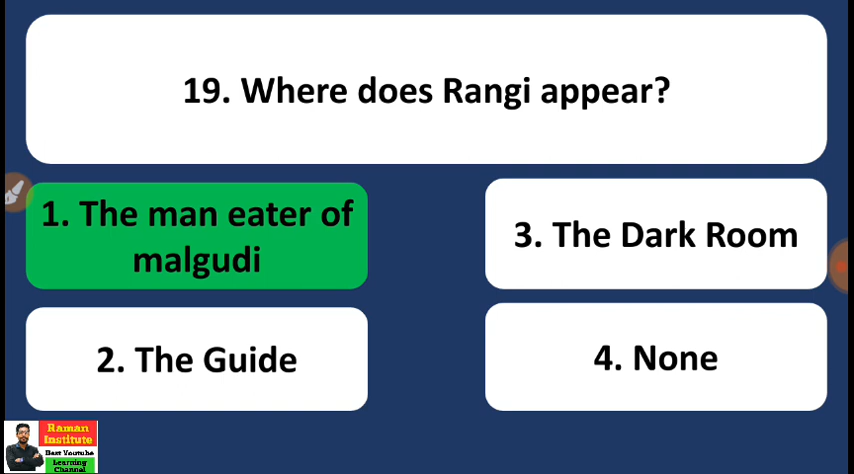 19. Where does Rangi appear?
1. The man eater of
malgudi
3. The Dark Room
2. The Guide
4. None
Raman
Institute
Best Youtube
Learning
Channel